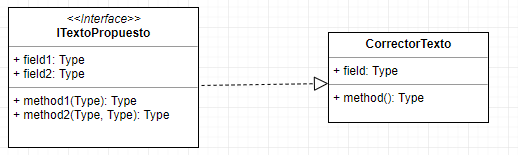 <<Interface>>
ITextoPropuesto
+ field1: Type
+ field2: Type
+ method1(Type): Type
+ method2(Type, Type): Type
CorrectorTexto
+ field: Type
+ method(): Type